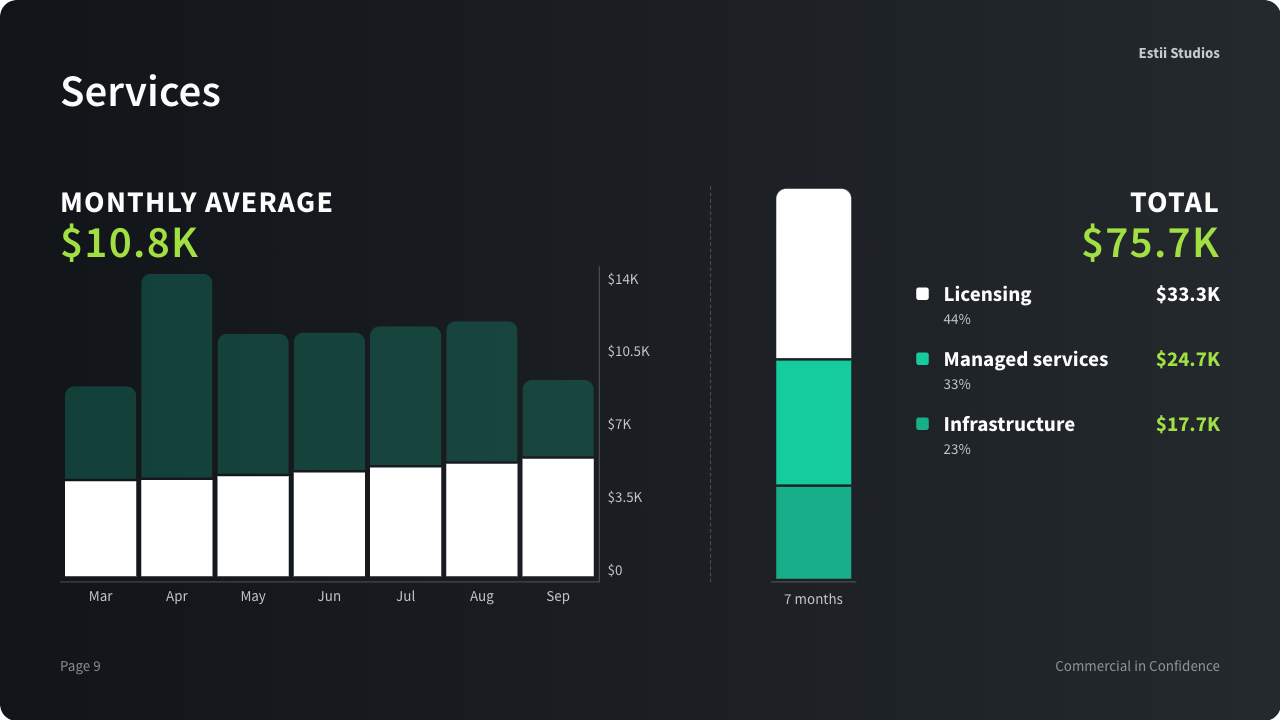 Estii Studios
Services
MONTHLY AVERAGE
$10.8K
$14K
$10.5K
$7K
$3.5K
$0
Mar Apr May Jun Jul Aug Sep
7 months
TOTAL
$75.7K
Licensing $33.3K
44%
Managed services $24.7K
33%
Infrastructure $17.7K
23%
Page 9
Commercial in Confidence